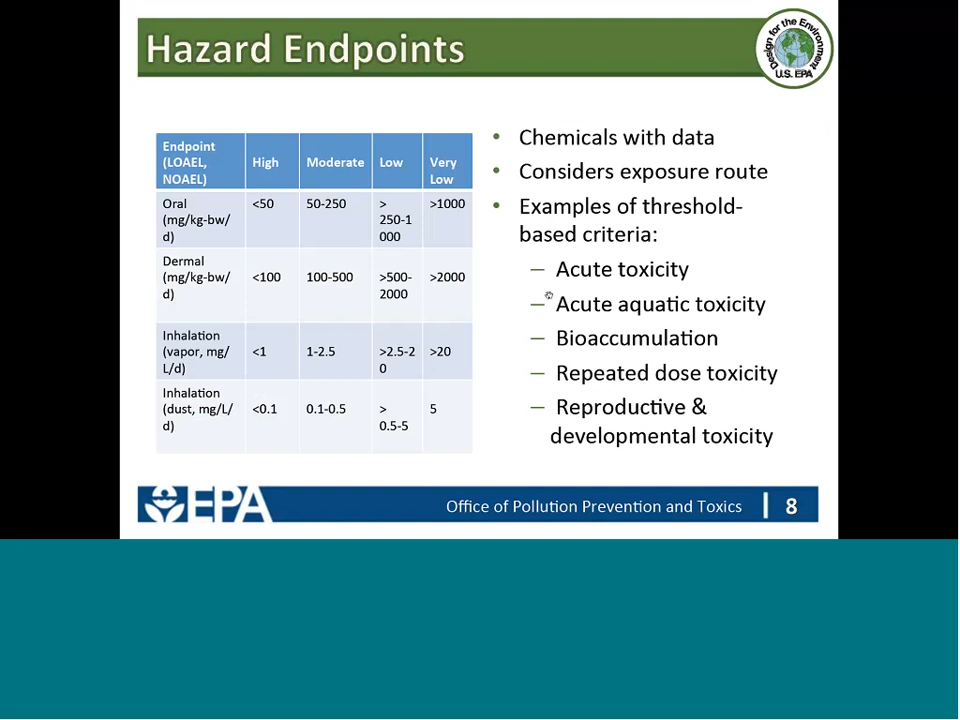 Hazard Endpoints
Design for the Environment
U.S. EPA
Endpoint
(LOAEL,
NOAEL)
High
Moderate
Low
Very
Low
Oral
(mg/kg-bw/
d)
<50
50-250
>
250-1
000
>1000
Dermal
(mg/kg-bw/
d)
<100
100-500
>500-
2000
>2000
Inhalation
(vapor, mg/
L/d)
<1
1-2.5
>2.5-2
0
>20
Inhalation
(dust, mg/L/
d)
<0.1
0.1-0.5
>
0.5-5
5
• Chemicals with data
• Considers exposure route
• Examples of threshold-
based criteria:
– Acute toxicity
– Acute aquatic toxicity
– Bioaccumulation
– Repeated dose toxicity
– Reproductive &
developmental toxicity
EPA
Office of Pollution Prevention and Toxics
8